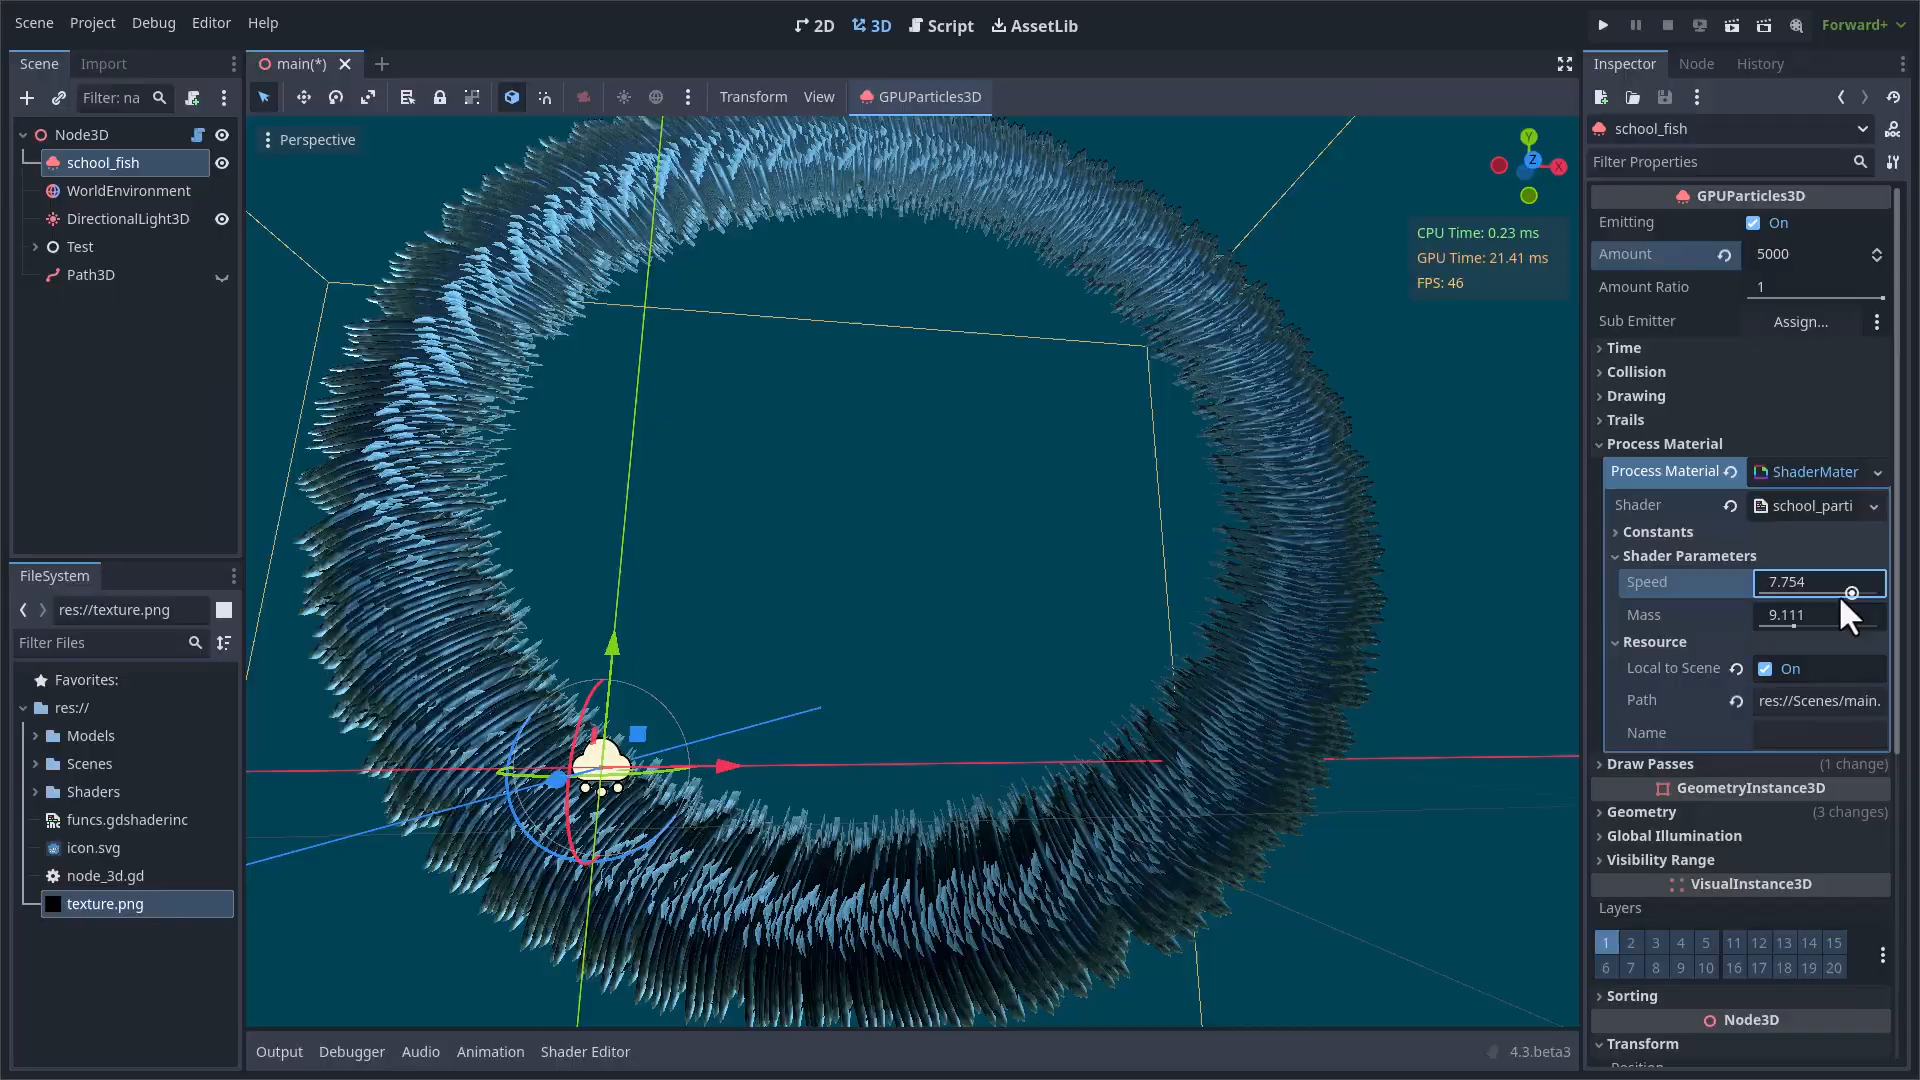 Scene Project Debug Editor Help
2D 3D Script AssetLib
Forward+
Scene Import
Filter: na
Node3D
school_fish
WorldEnvironment
DirectionalLight3D
Test
Path3D
FileSystem
res://texture.png
Filter Files
Favorites:
res://
Models
Scenes
Shaders
funcs.gdshaderinc
icon.svg
node_3d.gd
texture.png
main(*)
Transform View GPUParticles3D
Perspective
Y
Z
X
CPU Time: 0.23 ms
GPU Time: 21.41 ms
FPS: 46
Output Debugger Audio Animation Shader Editor
4.3.beta3
Inspector Node History
school_fish
Filter Properties
GPUParticles3D
Emitting On
Amount 5000
Amount Ratio 1
Sub Emitter Assign...
Time
Collision
Drawing
Trails
Process Material
Process Material ShaderMater
Shader school_parti
Constants
Shader Parameters
Speed 7.754
Mass 9.111
Resource
Local to Scene On
Path res://Scenes/main.
Name
Draw Passes (1 change)
GeometryInstance3D
Geometry (3 changes)
Global Illumination
Visibility Range
VisualInstance3D
Layers
1 2 3 4 5 11 12 13 14 15
6 7 8 9 10 16 17 18 19 20
Sorting
Node3D
Transform